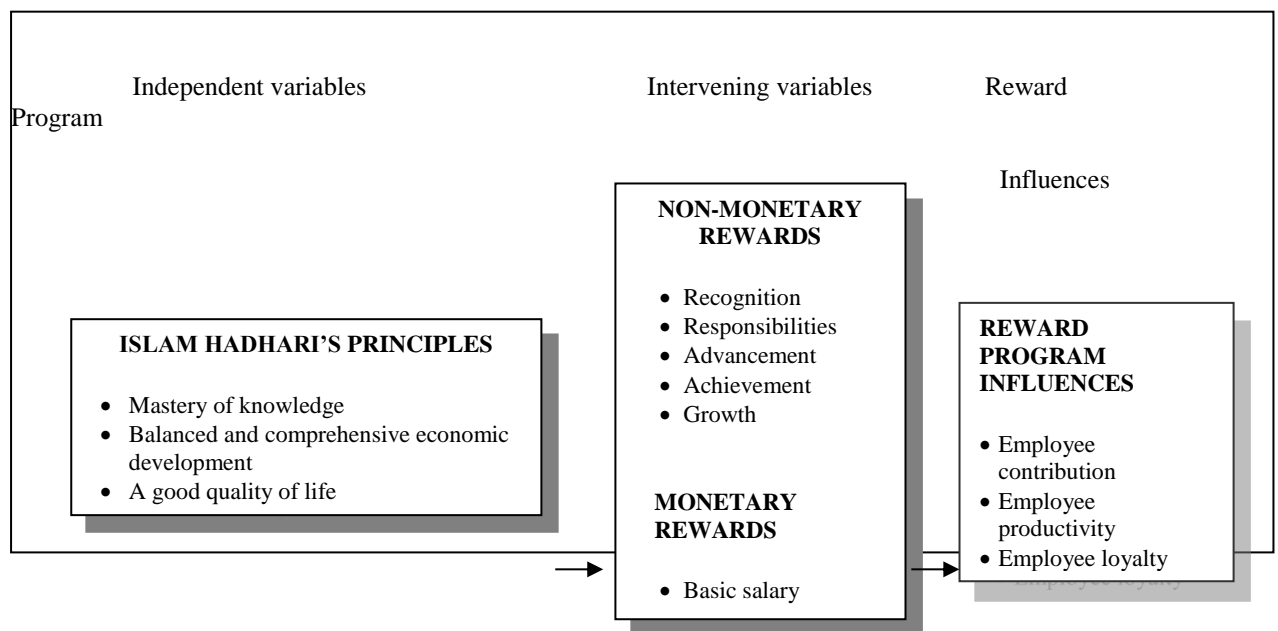 Independent variables
Intervening variables
Reward
Program
Influences
ISLAM HADHARI’S PRINCIPLES
• Mastery of knowledge
• Balanced and comprehensive economic
development
• A good quality of life
NON-MONETARY
REWARDS
• Recognition
• Responsibilities
• Advancement
• Achievement
• Growth
MONETARY
REWARDS
• Basic salary
REWARD
PROGRAM
INFLUENCES
• Employee
contribution
• Employee
productivity
• Employee loyalty
Employee loyalty